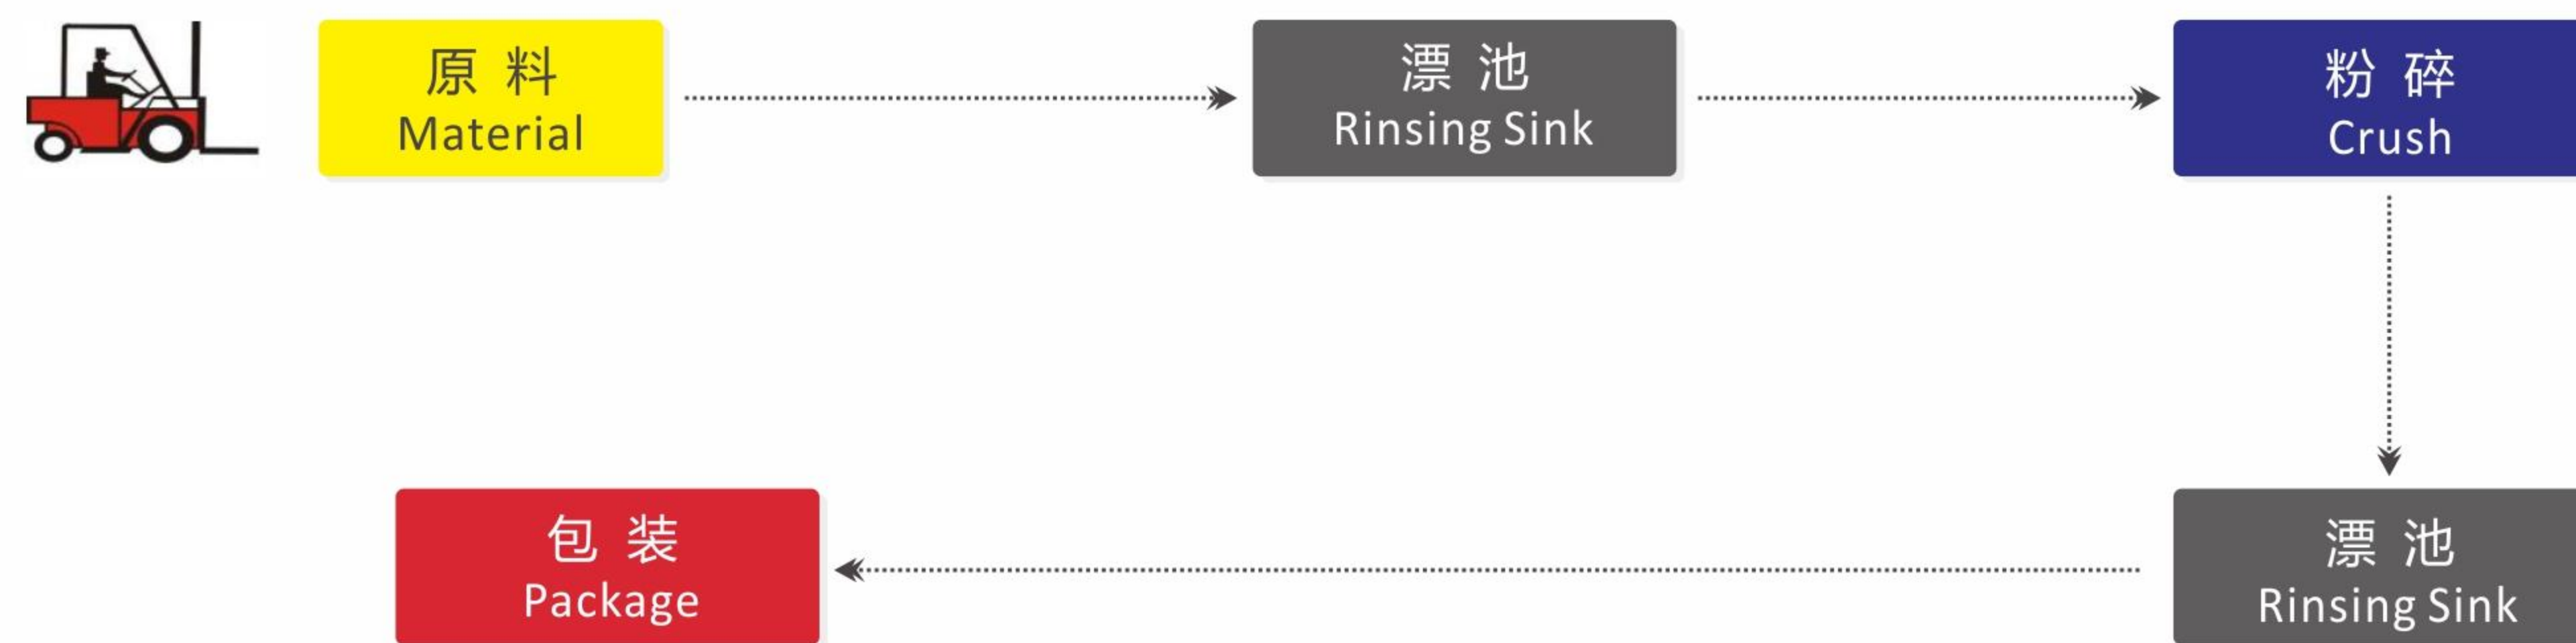 原 料
Material
漂 池
Rinsing Sink
粉 碎
Crush
包 装
Package
漂 池
Rinsing Sink